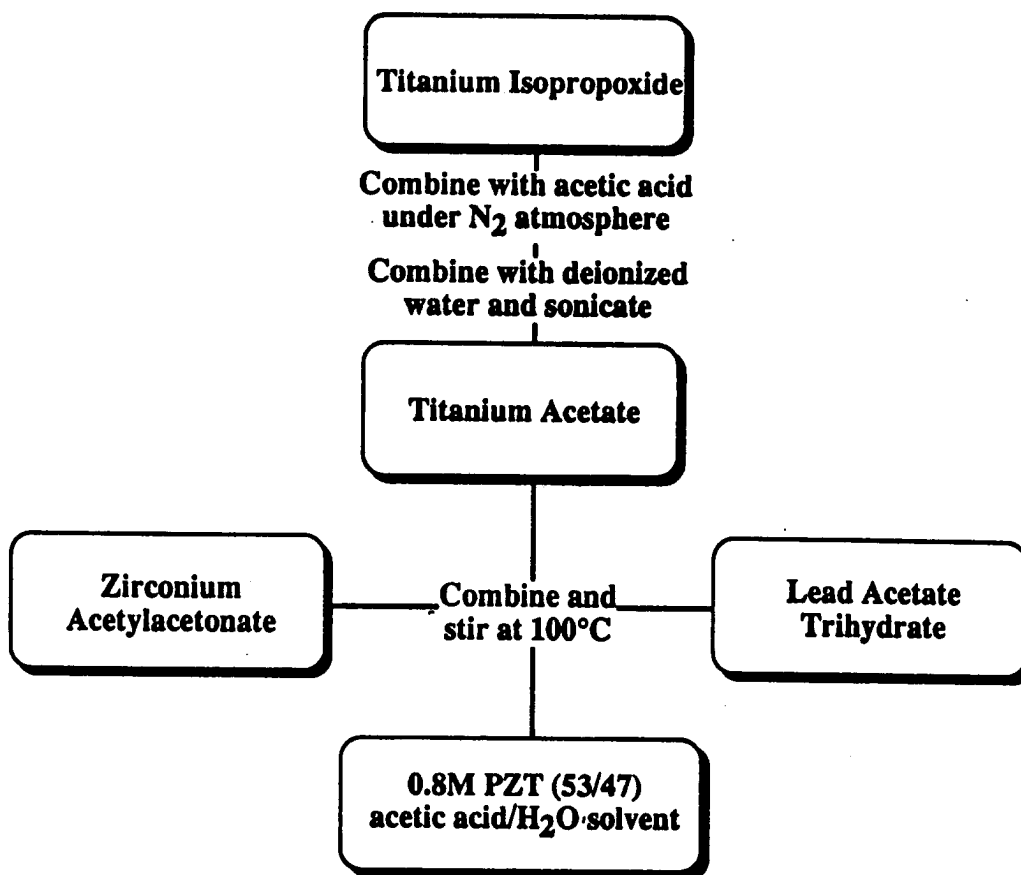 Titanium Isopropoxide
Combine with acetic acid
under N2 atmosphere
Combine with deionized
water and sonicate
Titanium Acetate
Zirconium
Acetylacetonate
Combine and
stir at 100°C
Lead Acetate
Trihydrate
0.8M PZT (53/47)
acetic acid/H2O solvent